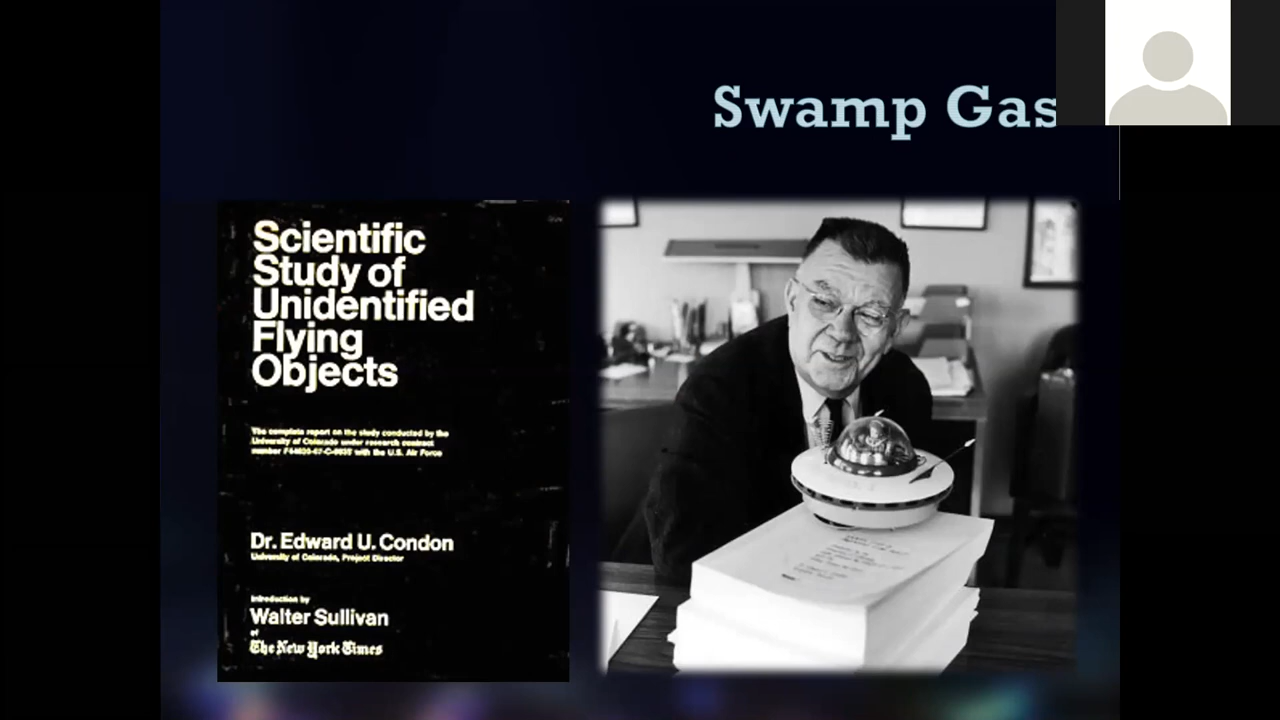 Swamp Gas
Scientific
Study of
Unidentified
Flying
Objects
The complete report on the study conducted by the
University of Colorado under research contract
with the U.S. Air Force
Dr. Edward U. Condon
University of Colorado, Project Director
Introduction by
Walter Sullivan
of
The New York Times